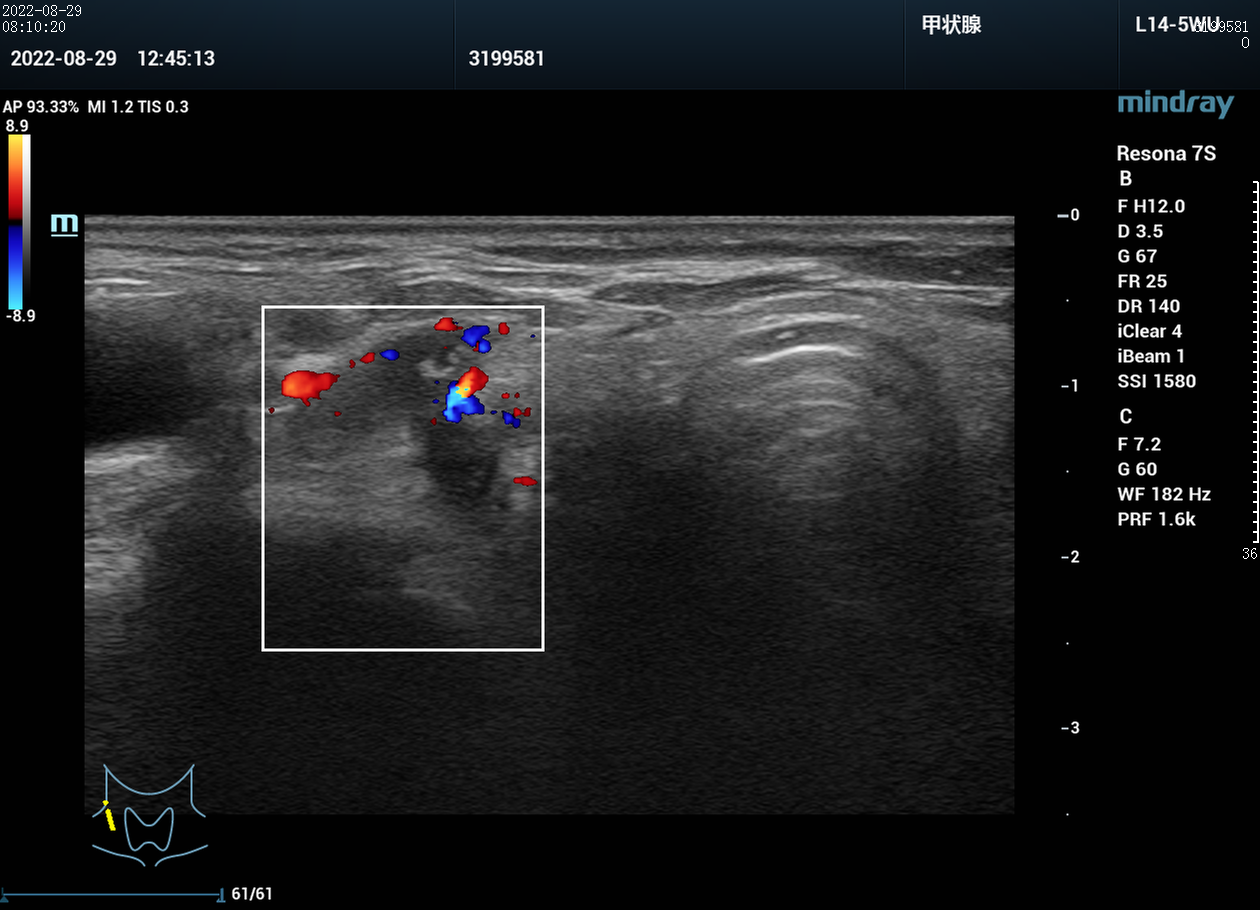 2022-08-29
08:10:20
2022-08-29 12:45:13
3199581
甲状腺
L14-5WU
3199581
0
AP 93.33% MI 1.2 TIS 0.3
8.9
-8.9
m
mindray
Resona 7S
B
F H12.0
D 3.5
G 67
FR 25
DR 140
iClear 4
iBeam 1
SSI 1580
C
F 7.2
G 60
WF 182 Hz
PRF 1.6k
0
-1
-2
-3
36
61/61